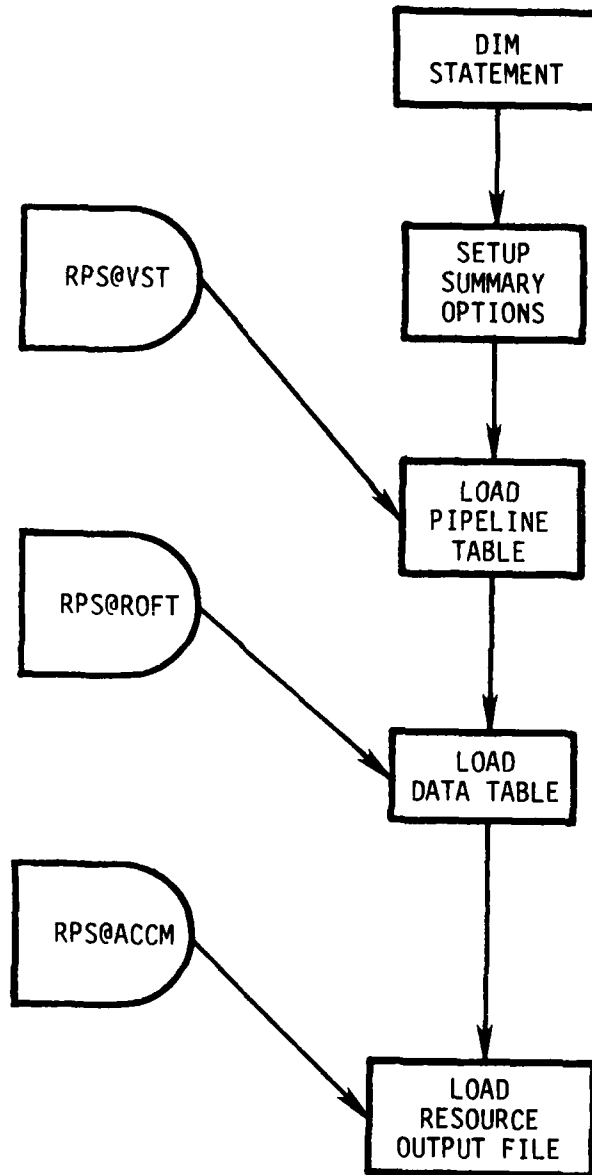 DIM
STATEMENT
SETUP
SUMMARY
OPTIONS
RPS@VST
LOAD
PIPELINE
TABLE
RPS@ROFT
LOAD
DATA TABLE
RPS@ACCM
LOAD
RESOURCE
OUTPUT FILE